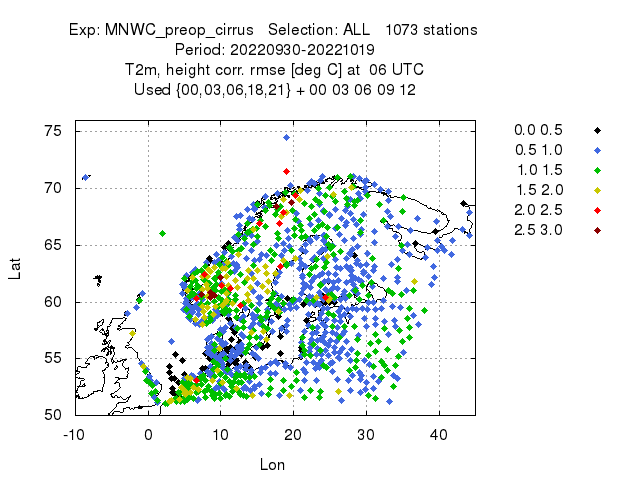 Exp: MNWC_preop_cirrus   Selection: ALL   1073 stations
Period: 20220930-20221019
T2m, height corr. rmse [deg C] at  06 UTC
Used {00,03,06,18,21} + 00 03 06 09 12
75
70
65
60
55
50
Lat
-10 0 10 20 30 40
Lon
0.0 0.5
0.5 1.0
1.0 1.5
1.5 2.0
2.0 2.5
2.5 3.0